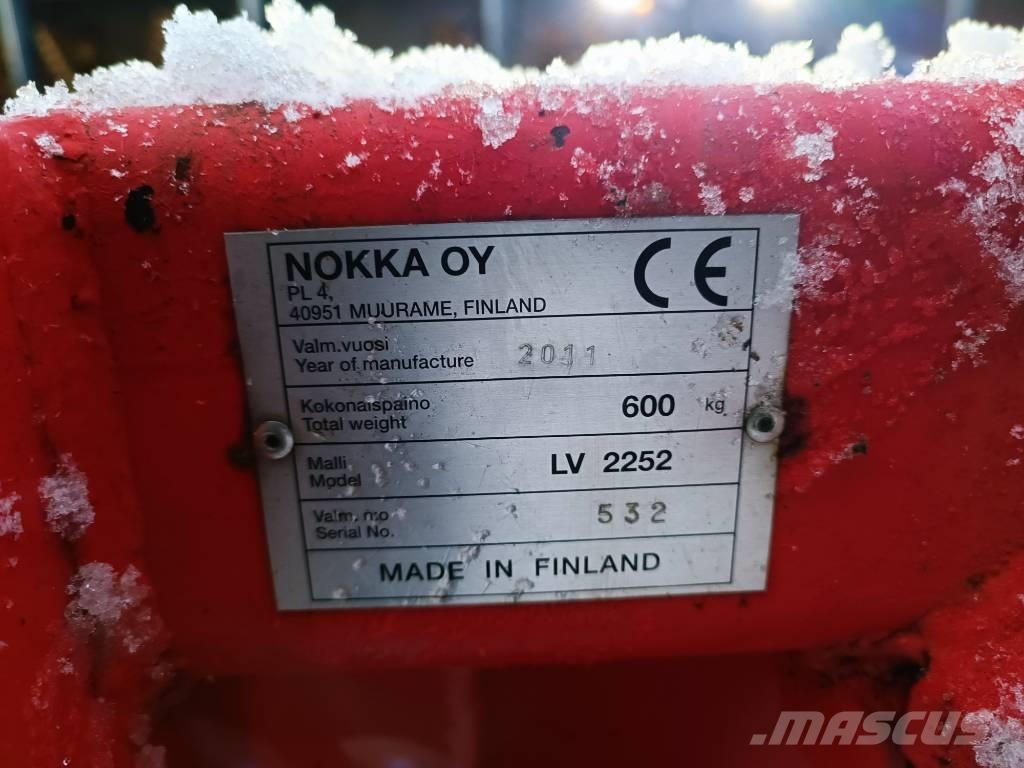 NOKKA OY
PL 4,
40951 MUURAME, FINLAND
CE
Valm.vuosi
Year of manufacture 2011
Kokonaispaino
Total weight 600 kg
Malli
Model LV 2252
Valm. no
Serial No. 532
MADE IN FINLAND
MASCUS